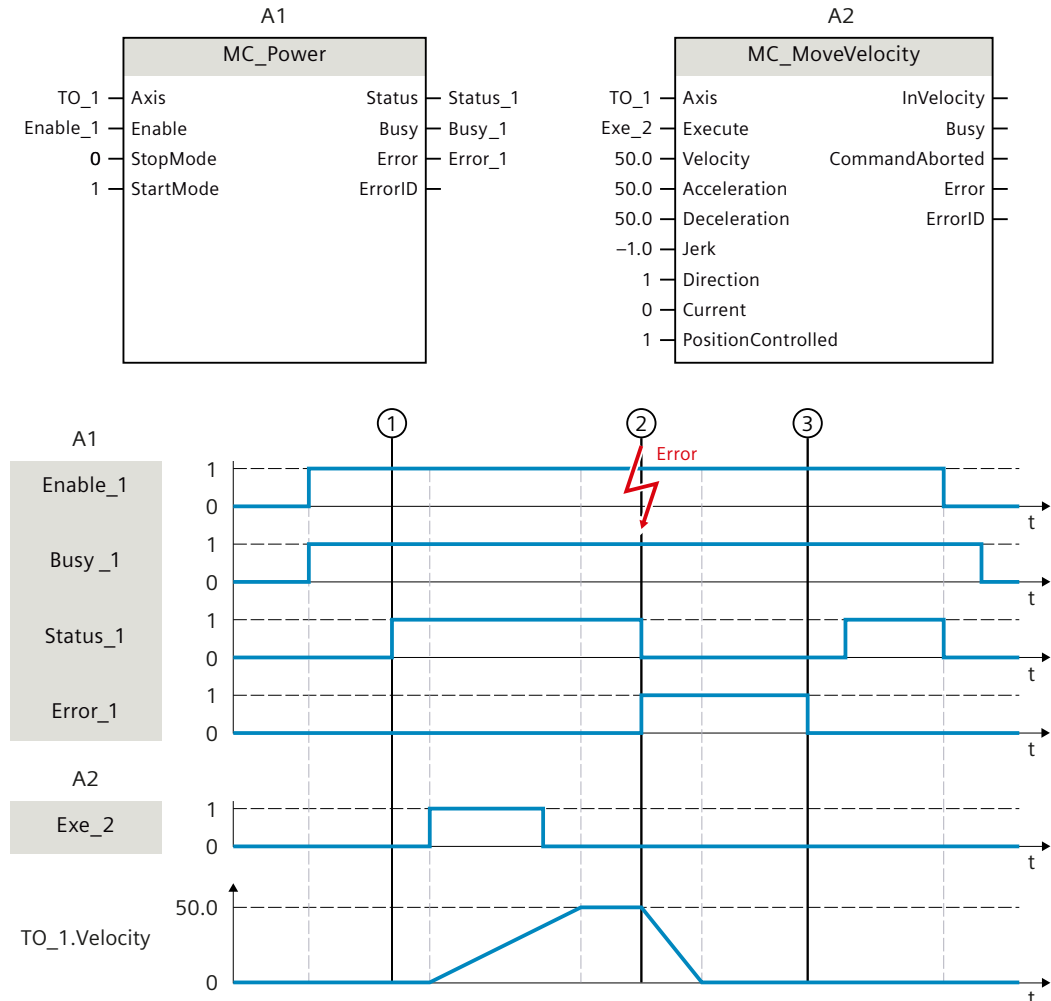 A1 A2
MC_Power MC_MoveVelocity
TO_1 Axis Status Status_1 TO_1 Axis InVelocity
Enable_1 Enable Busy Busy_1 Exe_2 Execute Busy
0 StopMode Error Error_1 50.0 Velocity CommandAborted
1 StartMode ErrorID 50.0 Acceleration Error
50.0 Deceleration ErrorID
–1.0 Jerk
1 Direction
0 Current
1 PositionControlled
1 2 3
A1
Error
1
Enable_1
0
t
1
Busy _1
0
t
1
Status_1
0
t
1
Error_1
0
t
A2
1
Exe_2
0
t
50.0
TO_1.Velocity
0
t